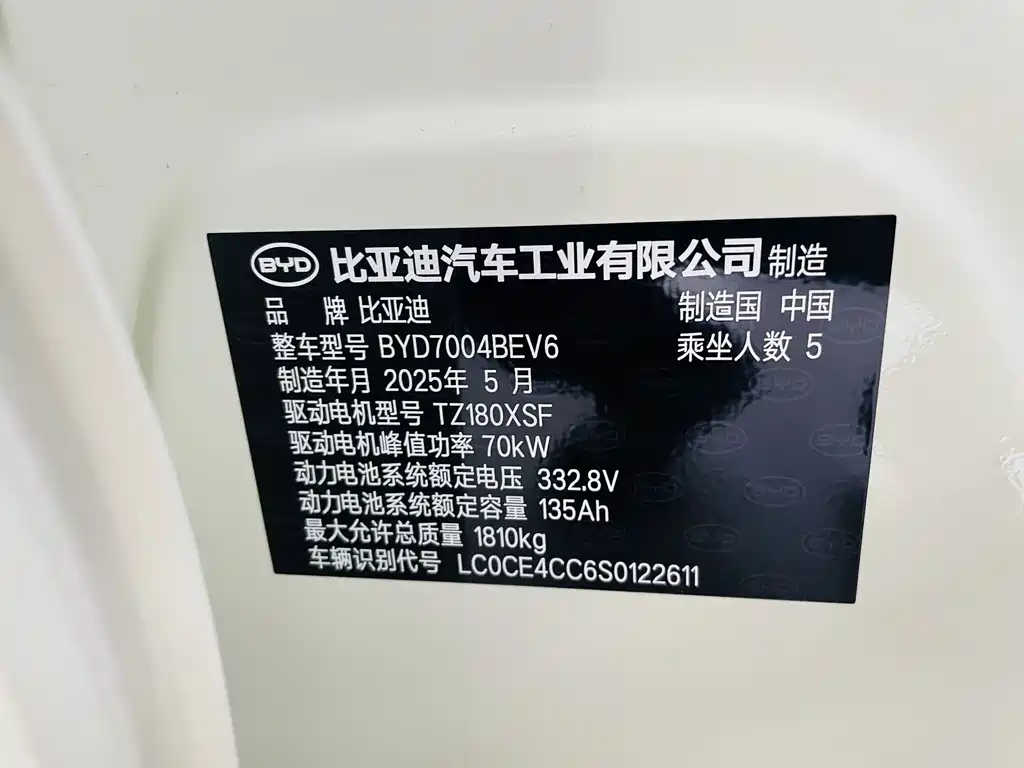 BYD 比亚迪汽车工业有限公司 制造
品 牌 比亚迪 制造国 中国
整车型号 BYD7004BEV6 乘坐人数 5
制造年月 2025年 5 月
驱动电机型号 TZ180XSF
驱动电机峰值功率 70kW
动力电池系统额定电压 332.8V
动力电池系统额定容量 135Ah
最大允许总质量 1810kg
车辆识别代号 LC0CE4CC6S0122611